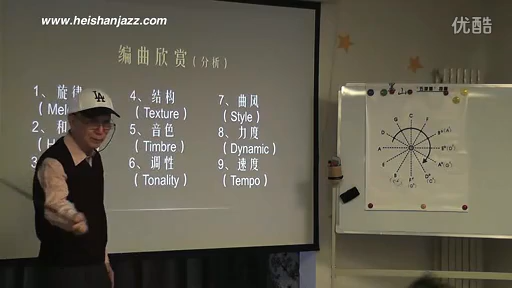 www.heishanjazz.com
优酷
编曲欣赏(分析)
1、旋律
(Mel
2、和
(H
3、
4、结构
(Texture)
5、音色
(Timbre)
6、调性
(Tonality)
7、曲风
(Style)
8、力度
(Dynamic)
9、速度
(Tempo)
LA
C
G
F
D
A
E
B